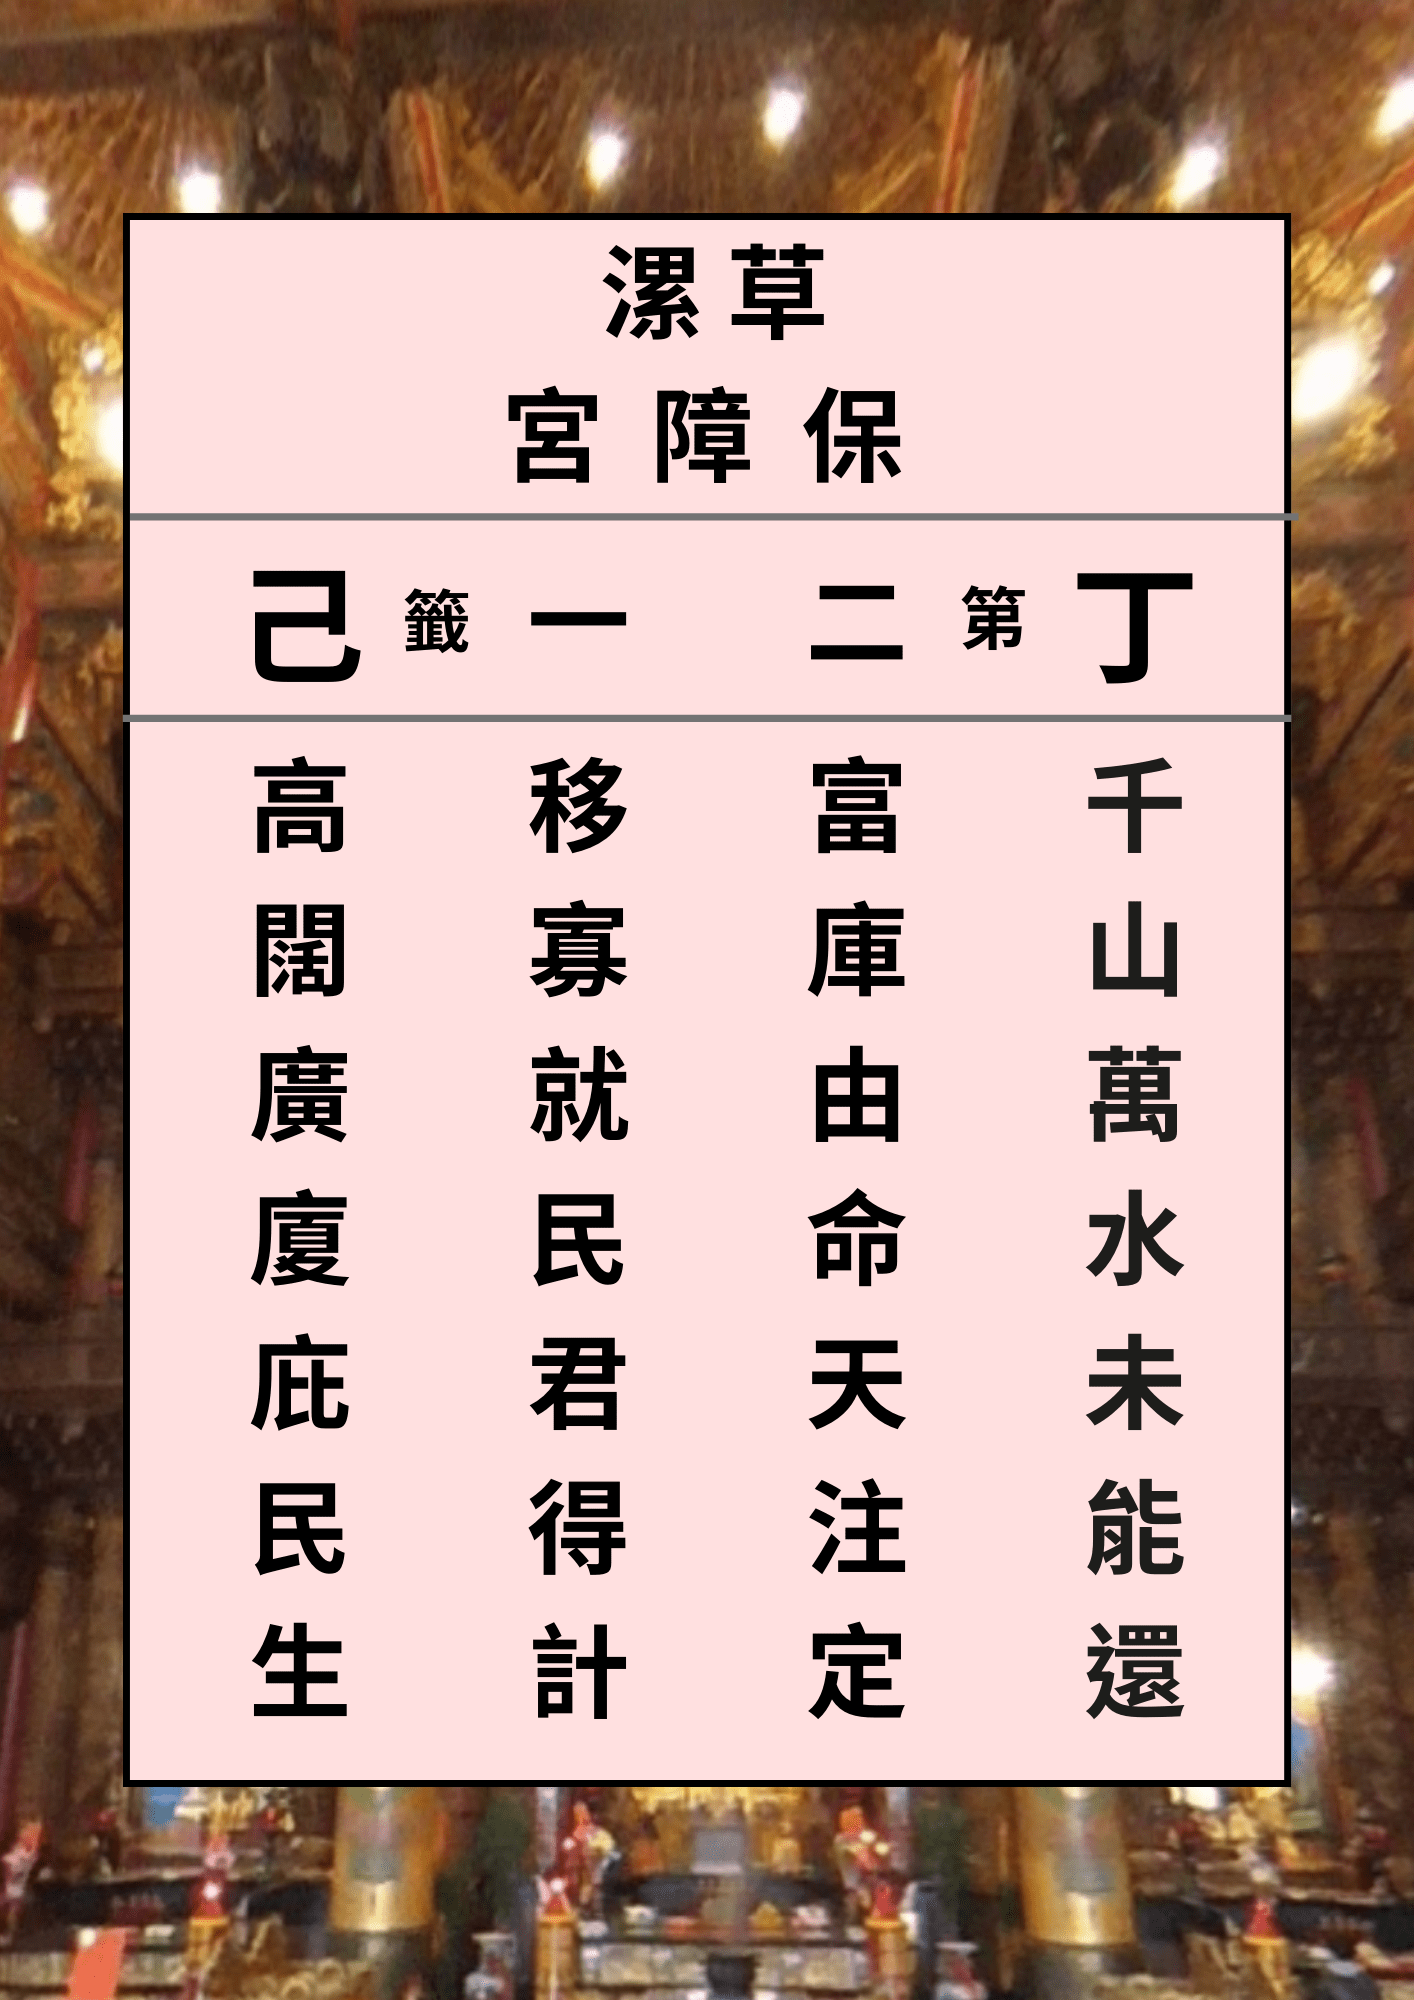 草漯
保障宮
丁第二一籤己
千山萬水未能還
富庫由命天注定
移寡就民君得計
高闊廣廈庇民生